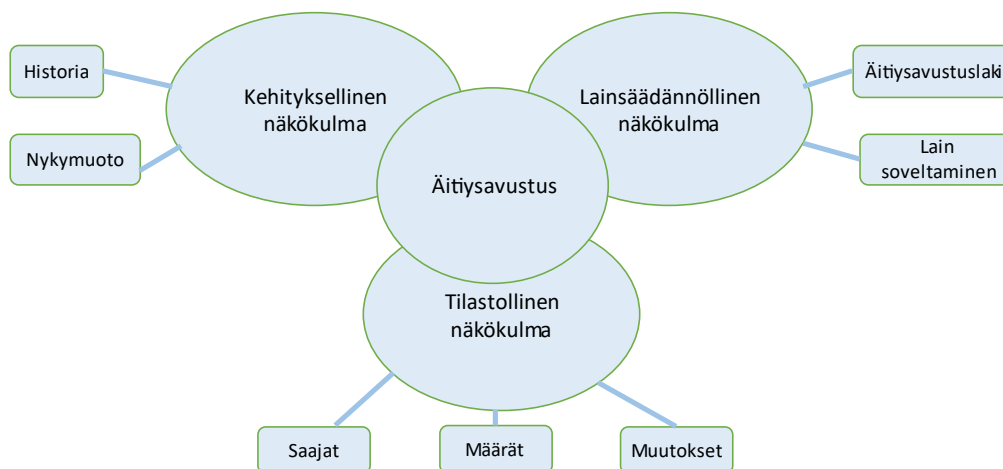 Historia
Nykymuoto
Kehityksellinen
näkökulma
Äitiysavustus
Lainsäädännöllinen
näkökulma
Äitiysavustuslaki
Lain
soveltaminen
Tilastollinen
näkökulma
Saajat
Määrät
Muutokset